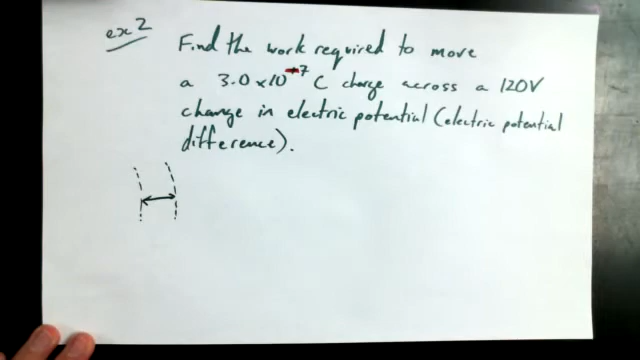 ex 2
Find the work required to move
a 3.0 x 10⁻⁷ C charge across a 120V
change in electric potential (electric potential
difference).